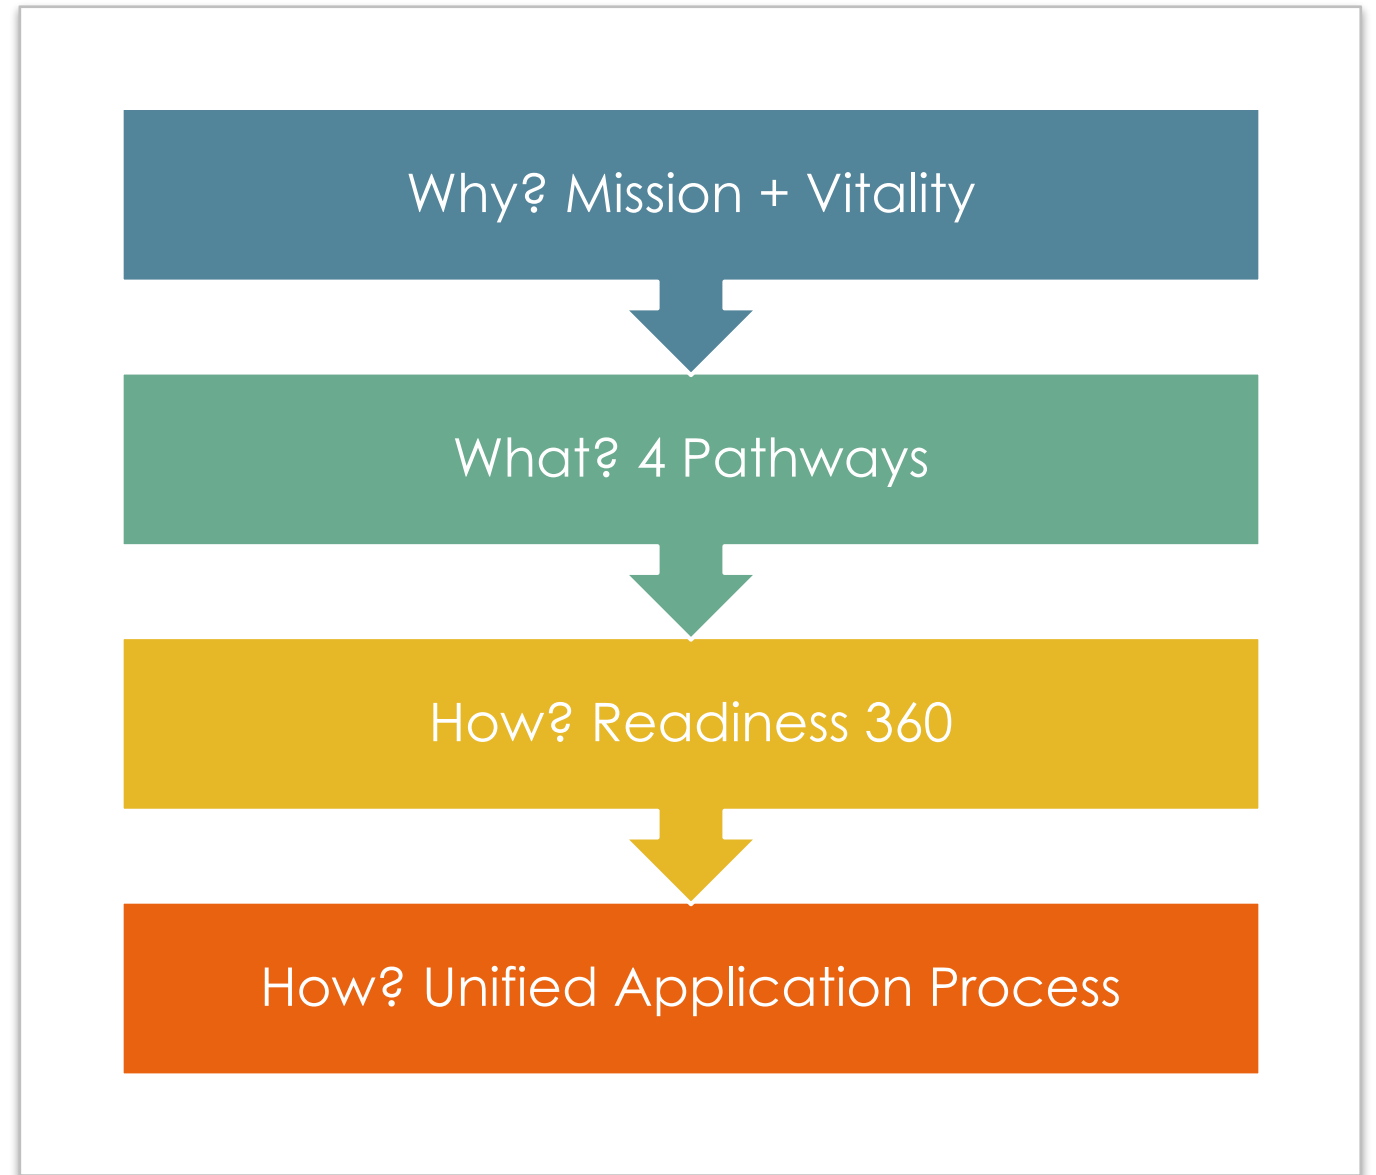 Why? Mission + Vitality
What? 4 Pathways
How? Readiness 360
How? Unified Application Process